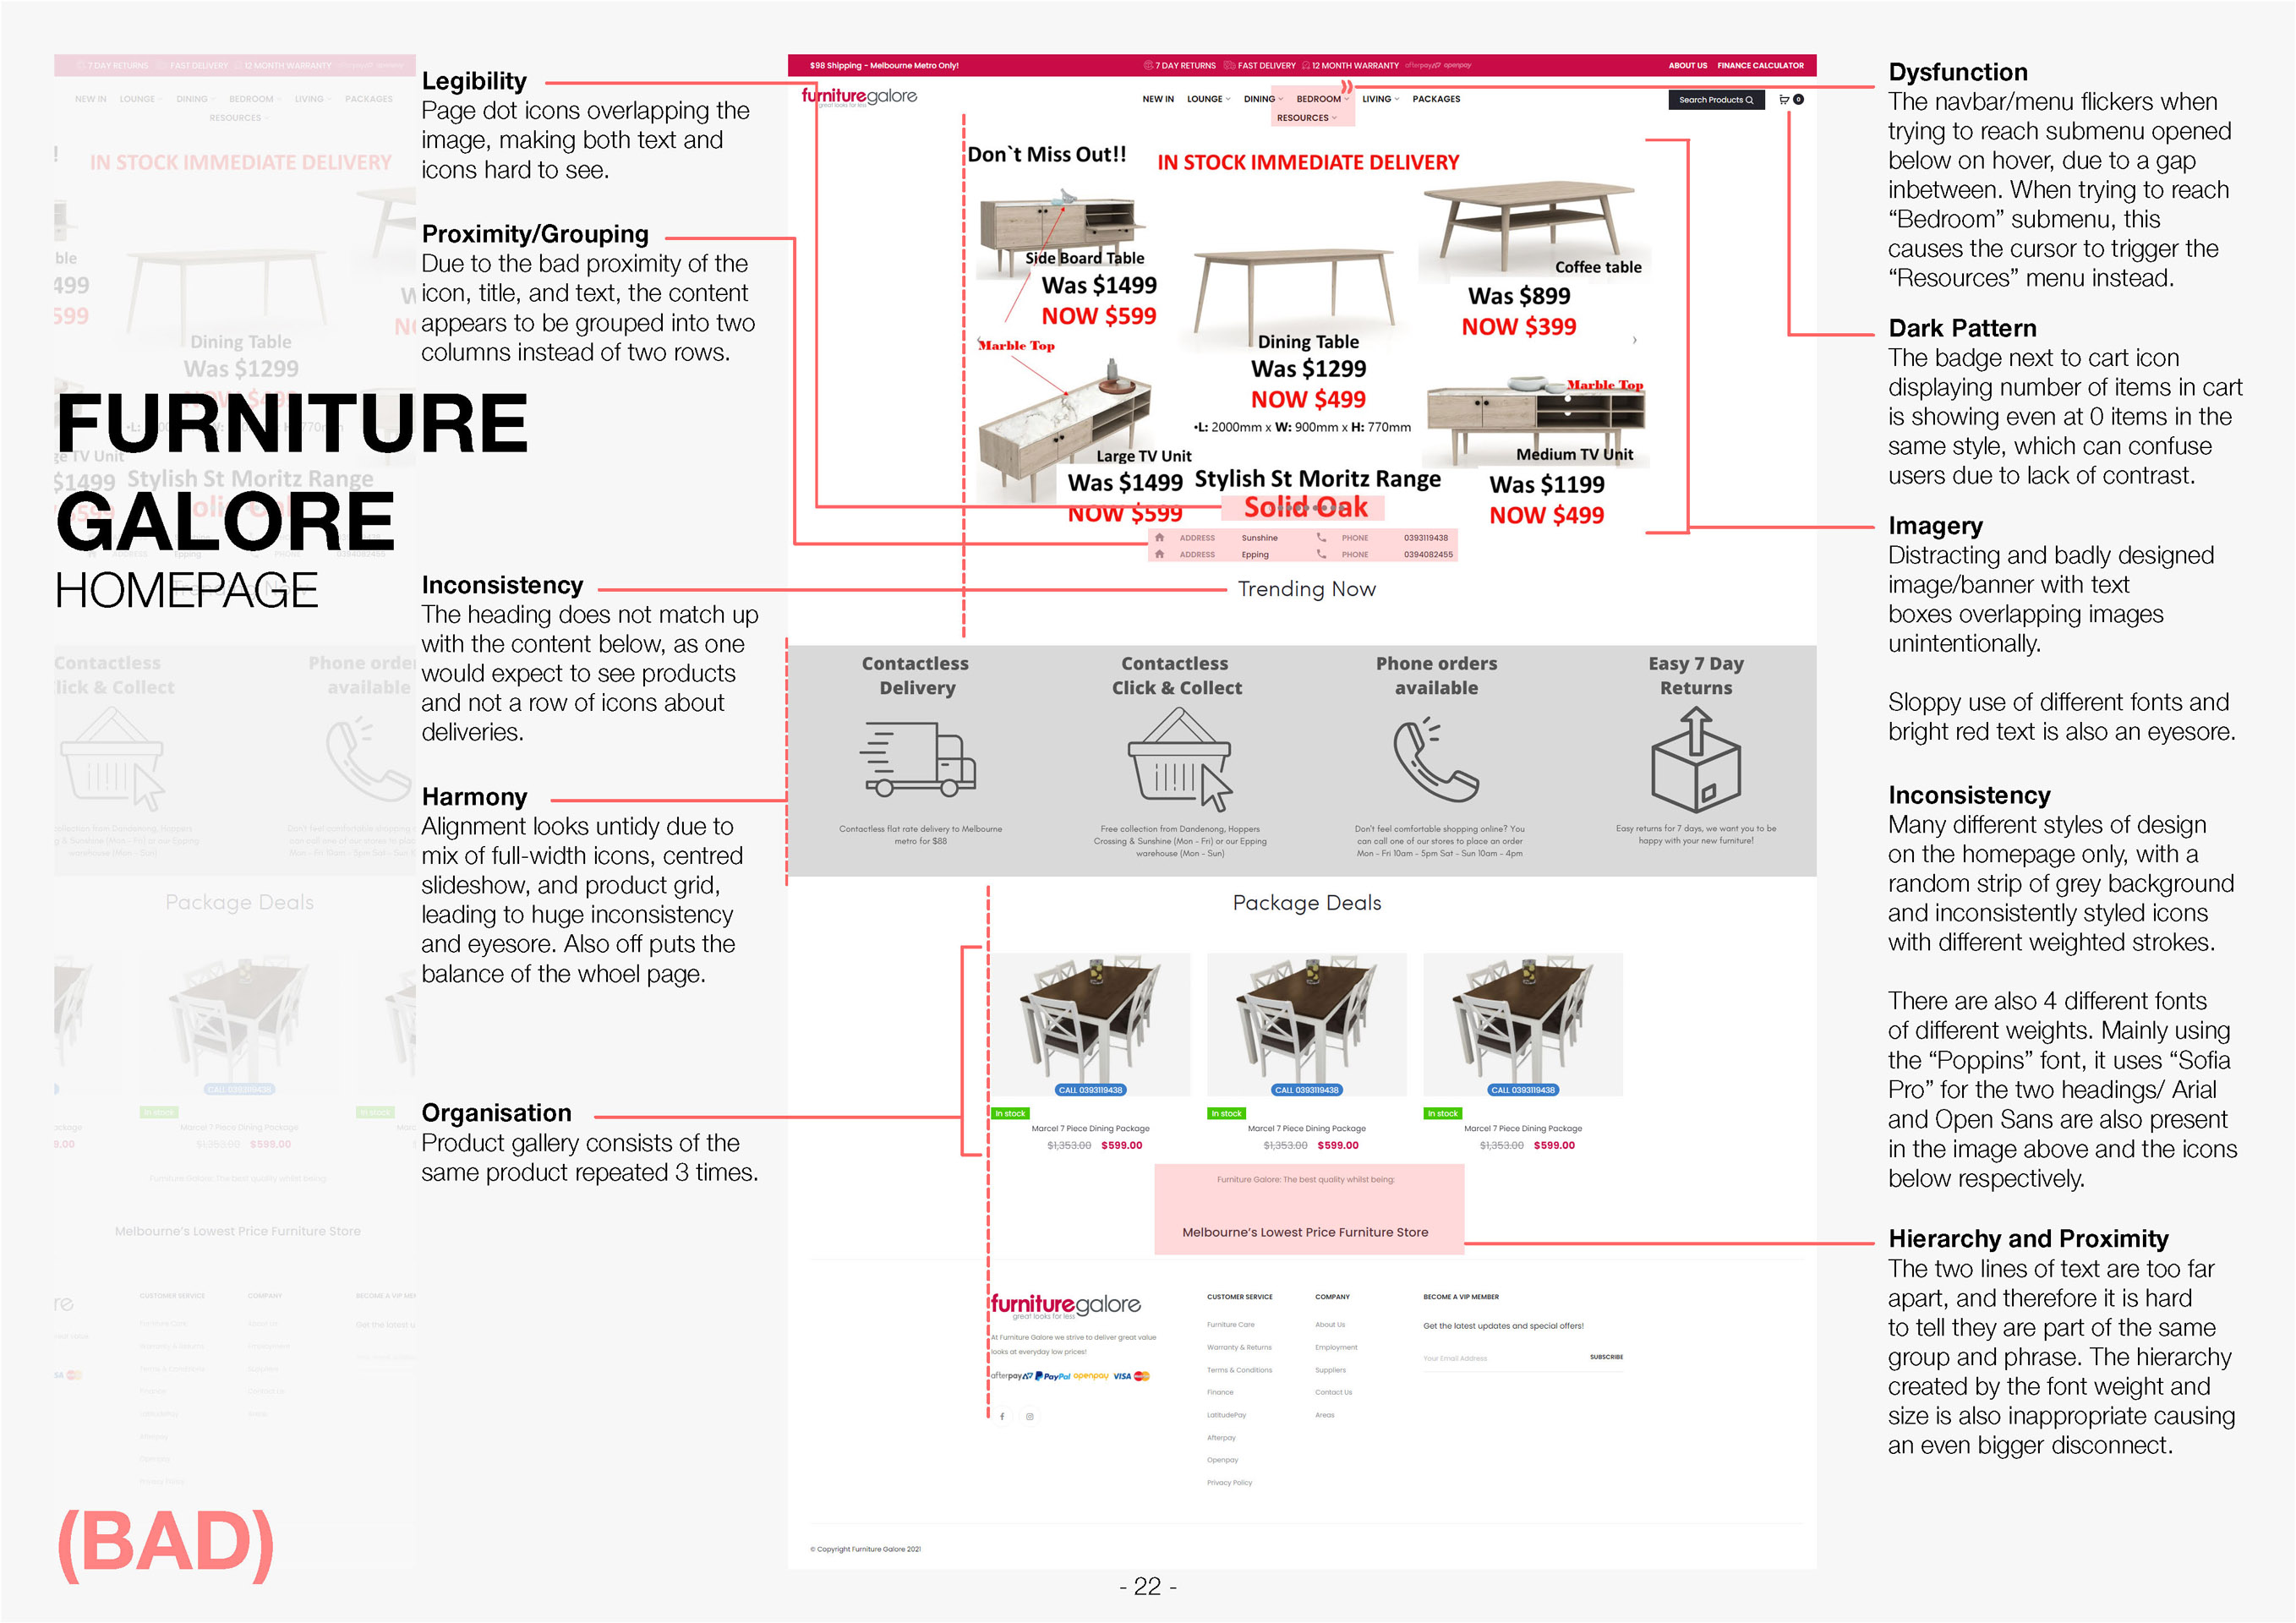 FURNITURE
GALORE
HOMEPAGE
(BAD)
Legibility
Page dot icons overlapping the
image, making both text and
icons hard to see.
Proximity/Grouping
Due to the bad proximity of the
icon, title, and text, the content
appears to be grouped into two
columns instead of two rows.
Inconsistency
The heading does not match up
with the content below, as one
would expect to see products
and not a row of icons about
deliveries.
Harmony
Alignment looks untidy due to
mix of full-width icons, centred
slideshow, and product grid,
leading to huge inconsistency
and eyesore. Also off puts the
balance of the whoel page.
Organisation
Product gallery consists of the
same product repeated 3 times.
$98 Shipping - Melbourne Metro Only!
7 DAY RETURNS FAST DELIVERY 12 MONTH WARRANTY afterpay openpay
ABOUT US FINANCE CALCULATOR
furnituregalore
great looks for less
NEW IN LOUNGE DINING BEDROOM LIVING PACKAGES
RESOURCES
Search Products
0
Don`t Miss Out!!
IN STOCK IMMEDIATE DELIVERY
Side Board Table
Was $1499
NOW $599
Marble Top
Dining Table
Was $1299
NOW $499
•L: 2000mm x W: 900mm x H: 770mm
Coffee table
Was $899
NOW $399
Marble Top
Large TV Unit
Was $1499
NOW $599
Stylish St Moritz Range
Solid Oak
Medium TV Unit
Was $1199
NOW $499
ADDRESS Sunshine PHONE 0393119438
ADDRESS Epping PHONE 0394082455
Trending Now
Contactless
Delivery
Contactless flat rate delivery to Melbourne
metro for $88
Contactless
Click & Collect
Free collection from Dandenong, Hoppers
Crossing & Sunshine (Mon - Fri) or our Epping
warehouse (Mon - Sun)
Phone orders
available
Don't feel comfortable shopping online? You
can call one of our stores to place an order
Mon - Fri 10am - 5pm Sat - Sun 10am - 4pm
Easy 7 Day
Returns
Easy returns for 7 days, we want you to be
happy with your new furniture!
Package Deals
CALL 0393119438
In stock
Marcel 7 Piece Dining Package
$1,353.00 $599.00
CALL 0393119438
In stock
Marcel 7 Piece Dining Package
$1,353.00 $599.00
CALL 0393119438
In stock
Marcel 7 Piece Dining Package
$1,353.00 $599.00
Furniture Galore: The best quality whilst being:
Melbourne's Lowest Price Furniture Store
furnituregalore
great looks for less
At Furniture Galore we strive to deliver great value
looks at everyday low prices!
afterpay PayPal openpay VISA
CUSTOMER SERVICE
Furniture Care
Warranty & Returns
Terms & Conditions
Finance
LatitudePay
Afterpay
Openpay
Privacy Policy
COMPANY
About Us
Employment
Suppliers
Contact Us
Areas
BECOME A VIP MEMBER
Get the latest updates and special offers!
Your Email Address
SUBSCRIBE
© Copyright Furniture Galore 2021
Dysfunction
The navbar/menu flickers when
trying to reach submenu opened
below on hover, due to a gap
inbetween. When trying to reach
“Bedroom” submenu, this
causes the cursor to trigger the
“Resources” menu instead.
Dark Pattern
The badge next to cart icon
displaying number of items in cart
is showing even at 0 items in the
same style, which can confuse
users due to lack of contrast.
Imagery
Distracting and badly designed
image/banner with text
boxes overlapping images
unintentionally.
Sloppy use of different fonts and
bright red text is also an eyesore.
Inconsistency
Many different styles of design
on the homepage only, with a
random strip of grey background
and inconsistently styled icons
with different weighted strokes.
There are also 4 different fonts
of different weights. Mainly using
the “Poppins” font, it uses “Sofia
Pro” for the two headings/ Arial
and Open Sans are also present
in the image above and the icons
below respectively.
Hierarchy and Proximity
The two lines of text are too far
apart, and therefore it is hard
to tell they are part of the same
group and phrase. The hierarchy
created by the font weight and
size is also inappropriate causing
an even bigger disconnect.
- 22 -